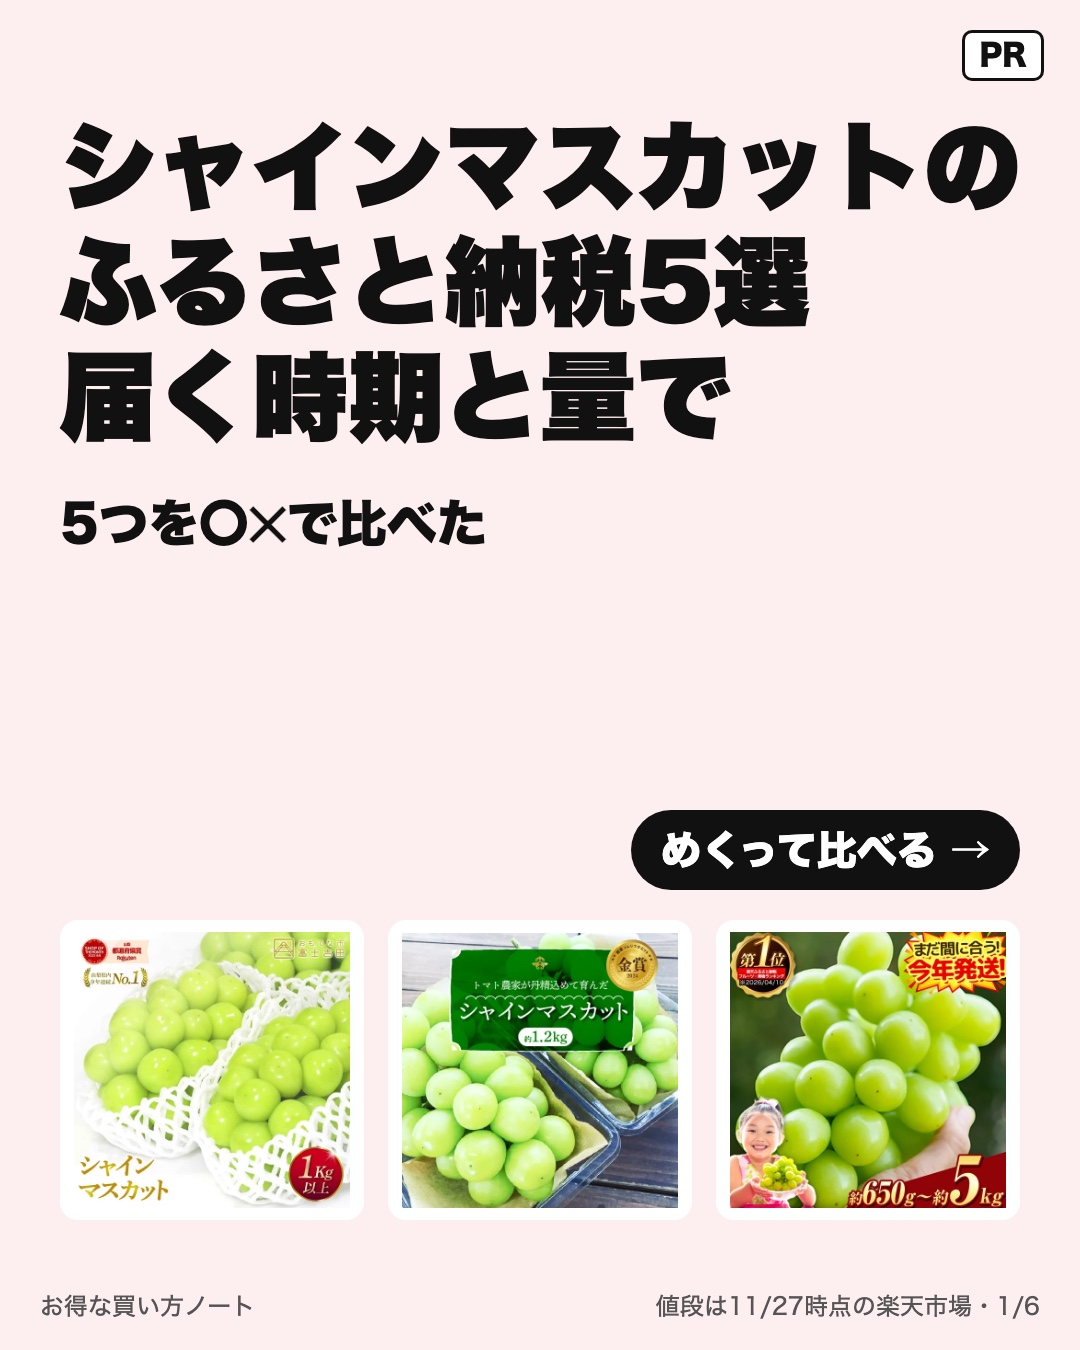 PR
シャインマスカットの
ふるさと納税5選
届く時期と量で
5つを〇×で比べた
めくって比べる →
Rakuten
No.1
シャイン
マスカット
1Kg
以上
金賞
トマト農家が丹精込めて育んだ
シャインマスカット
約1.2kg
第1位
まだ間に合う!
今年発送!
約650g～約5kg
お得な買い方ノート
値段は11/27時点の楽天市場・1/6